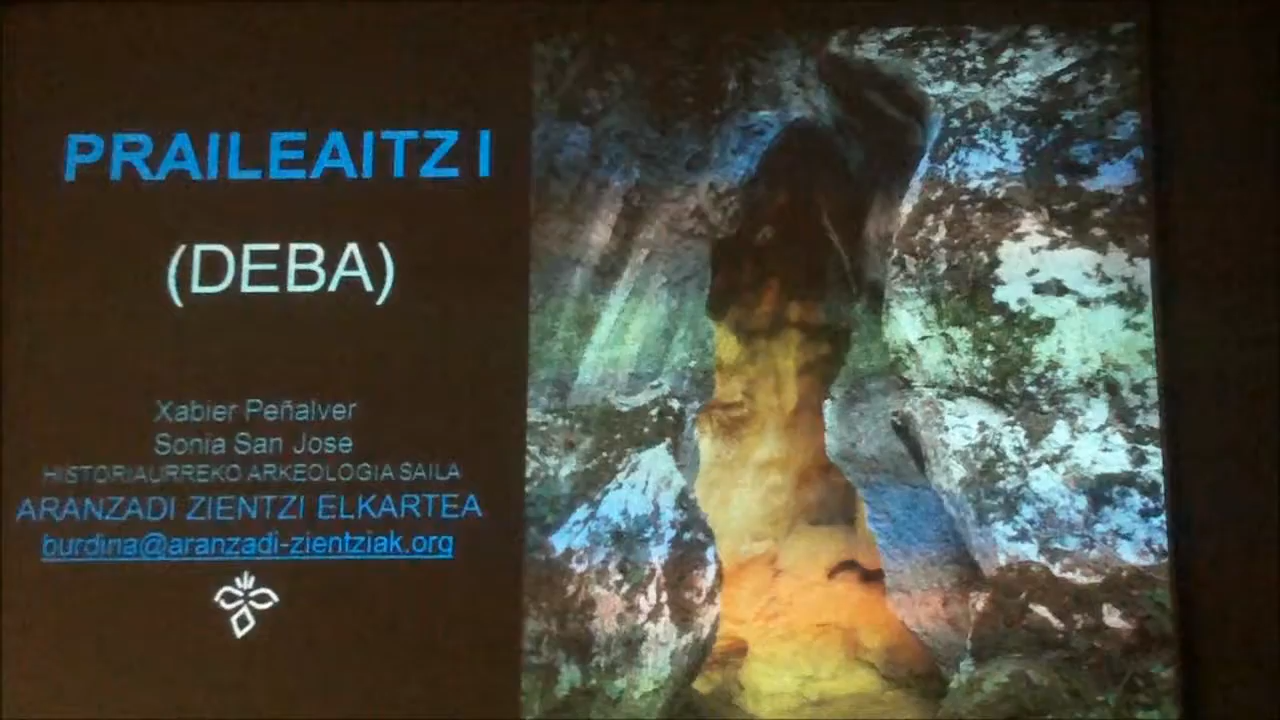 PRAILEAITZ I
(DEBA)
Xabier Peñalver
Sonia San Jose
HISTORIAURREKO ARKEOLOGIA SAILA
ARANZADI ZIENTZI ELKARTEA
burdina@aranzadi-zientziak.org